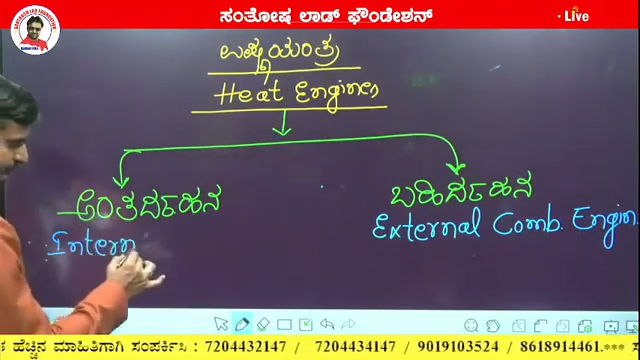 ಸಂತೋಷ ಲಾಡ್ ಫೌಂಡೇಶನ್
Live
ಉಷ್ಣಯಂತ್ರ
Heat Engines
ಅಂತರ್ದಹನ
ಬಹಿರ್ದಹನ
Intern
External Comb. Engin
ಹೆಚ್ಚಿನ ಮಾಹಿತಿಗಾಗಿ ಸಂಪರ್ಕಿಸಿ : 7204432147 / 7204434147 / 9019103524 / 8618914461.***